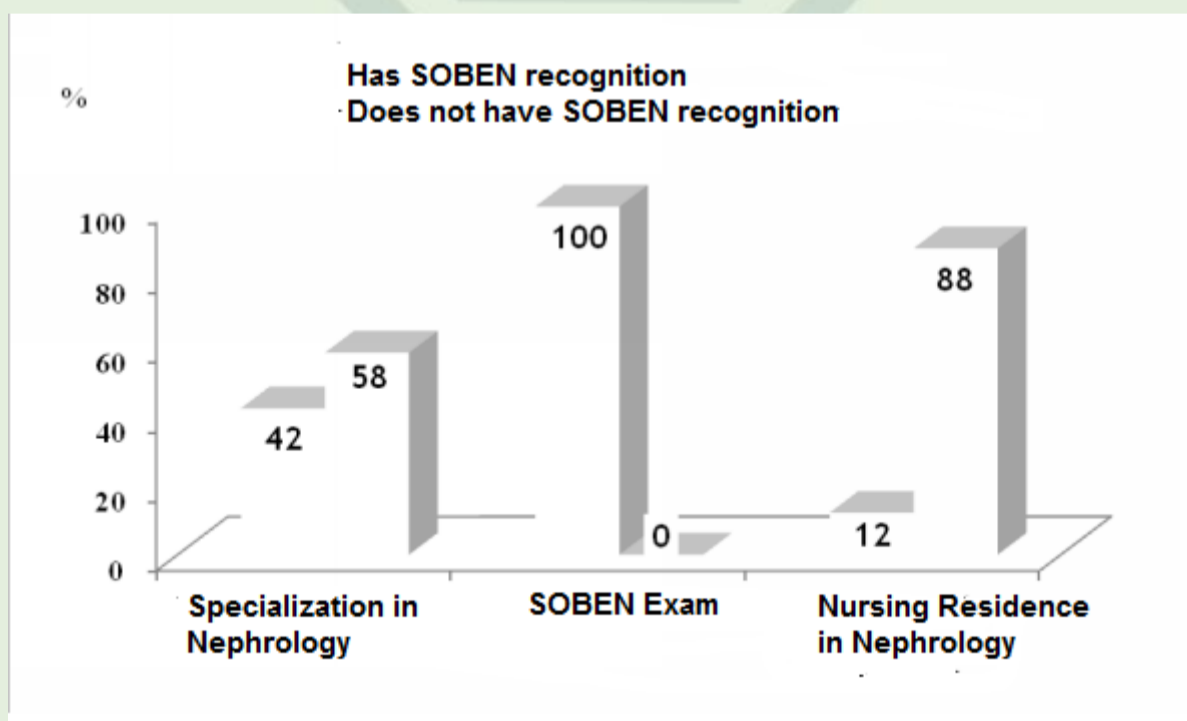 Has SOBEN recognition
%
Does not have SOBEN recognition
100
80
60
40
20
0
42
58
100
0
12
88
Specialization in
Nephrology
SOBEN Exam
Nursing Residence
in Nephrology